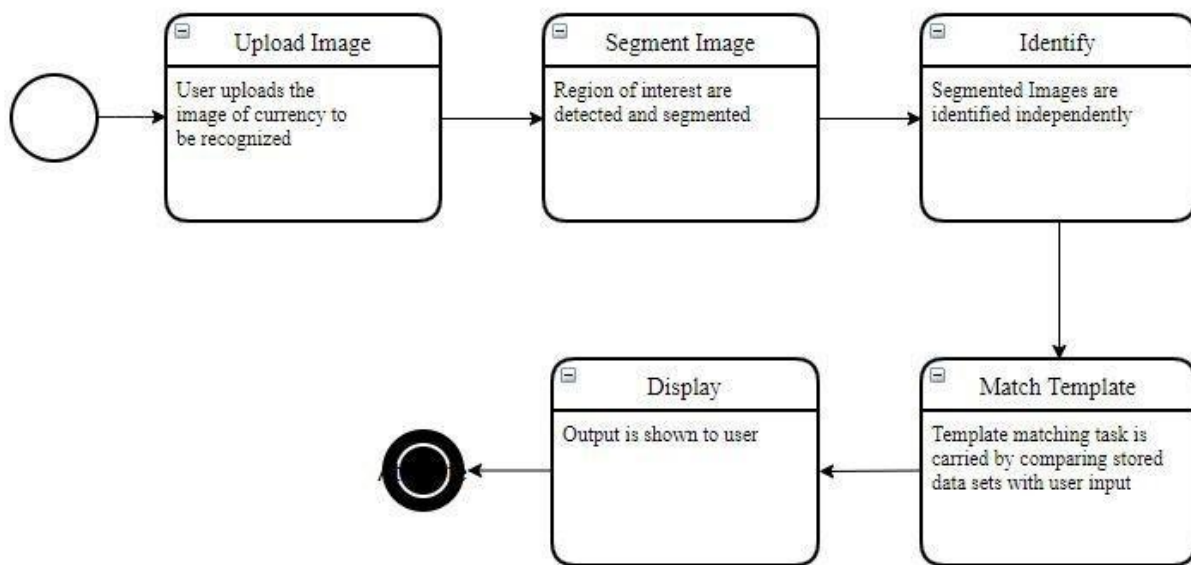 Upload Image
User uploads the
image of currency to
be recognized
Segment Image
Region of interest are
detected and segmented
Identify
Segmented Images are
identified independently
Match Template
Template matching task is
carried by comparing stored
data sets with user input
Display
Output is shown to user